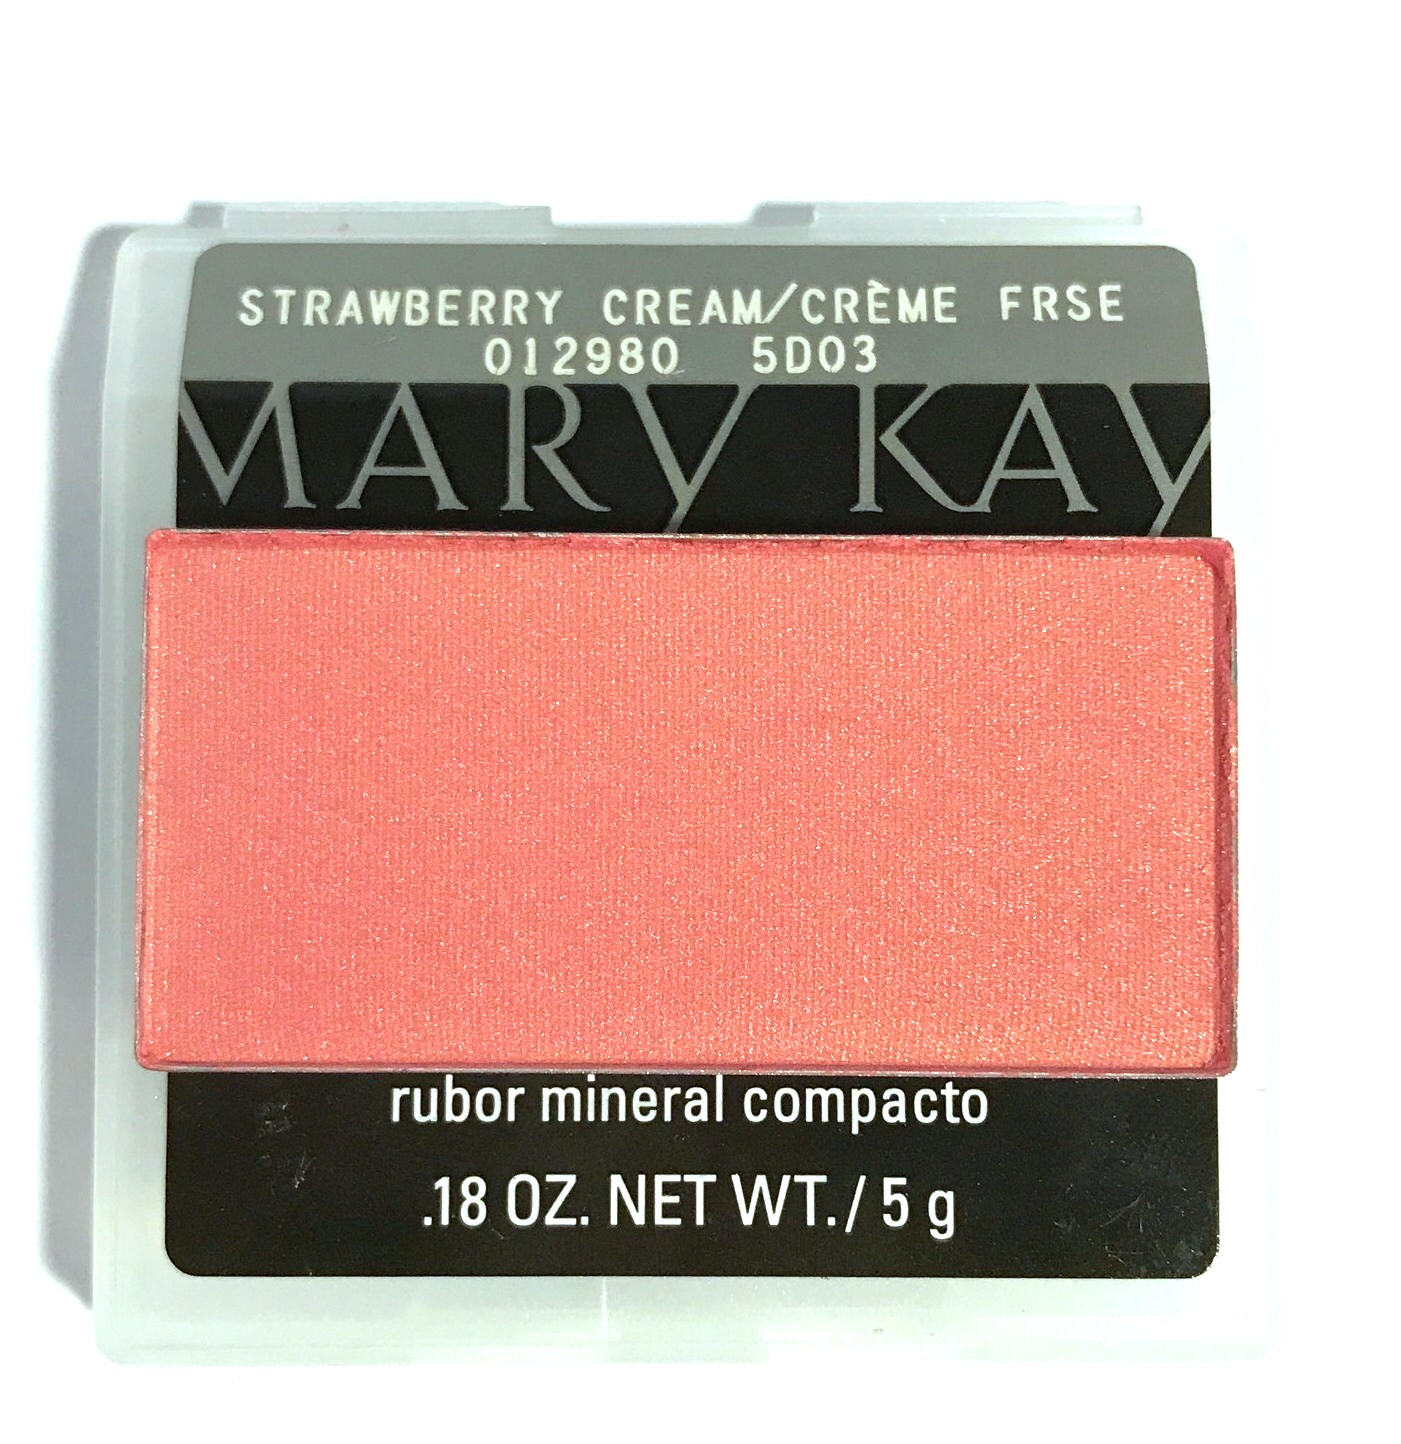 STRAWBERRY CREAM/CRÈME FRSE
012980 5D03
MARY KAY
rubor mineral compacto
.18 OZ. NET WT. / 5 g